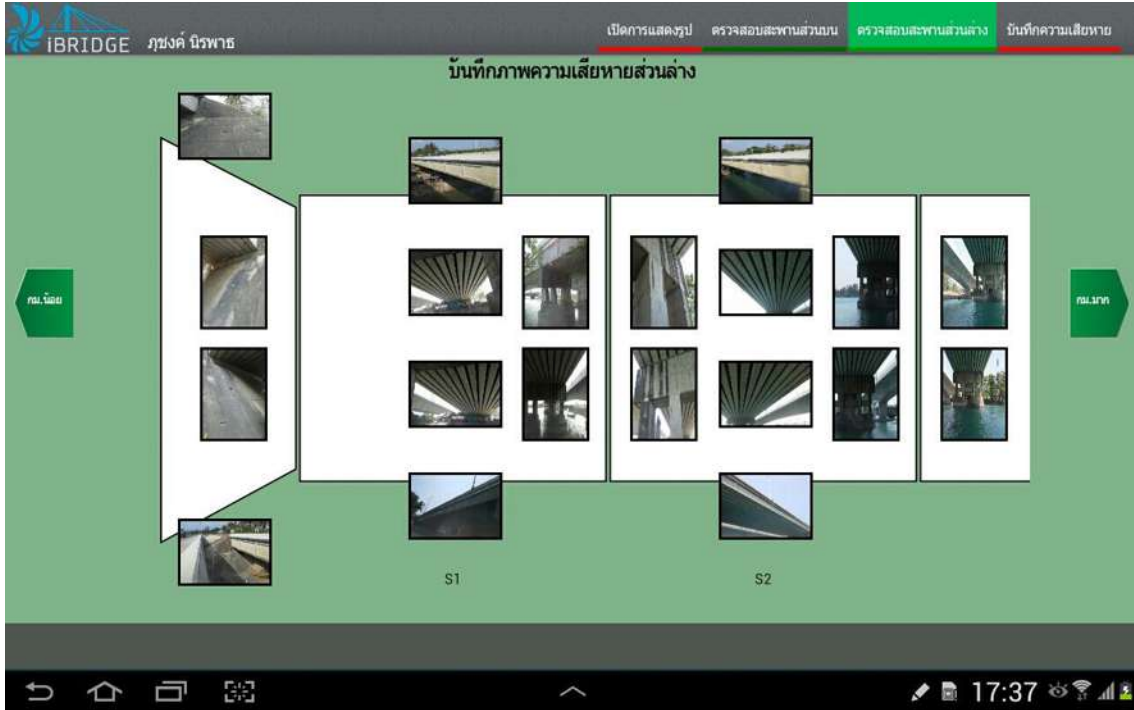 iBRIDGE ภุชงค์ นิรพาธ เปิดการแสดงรูป ตรวจสอบสะพานส่วนบน ตรวจสอบสะพานส่วนล่าง บันทึกความเสียหาย
บันทึกภาพความเสียหายส่วนล่าง
กม.น้อย
กม.มาก
S1 S2
17:37